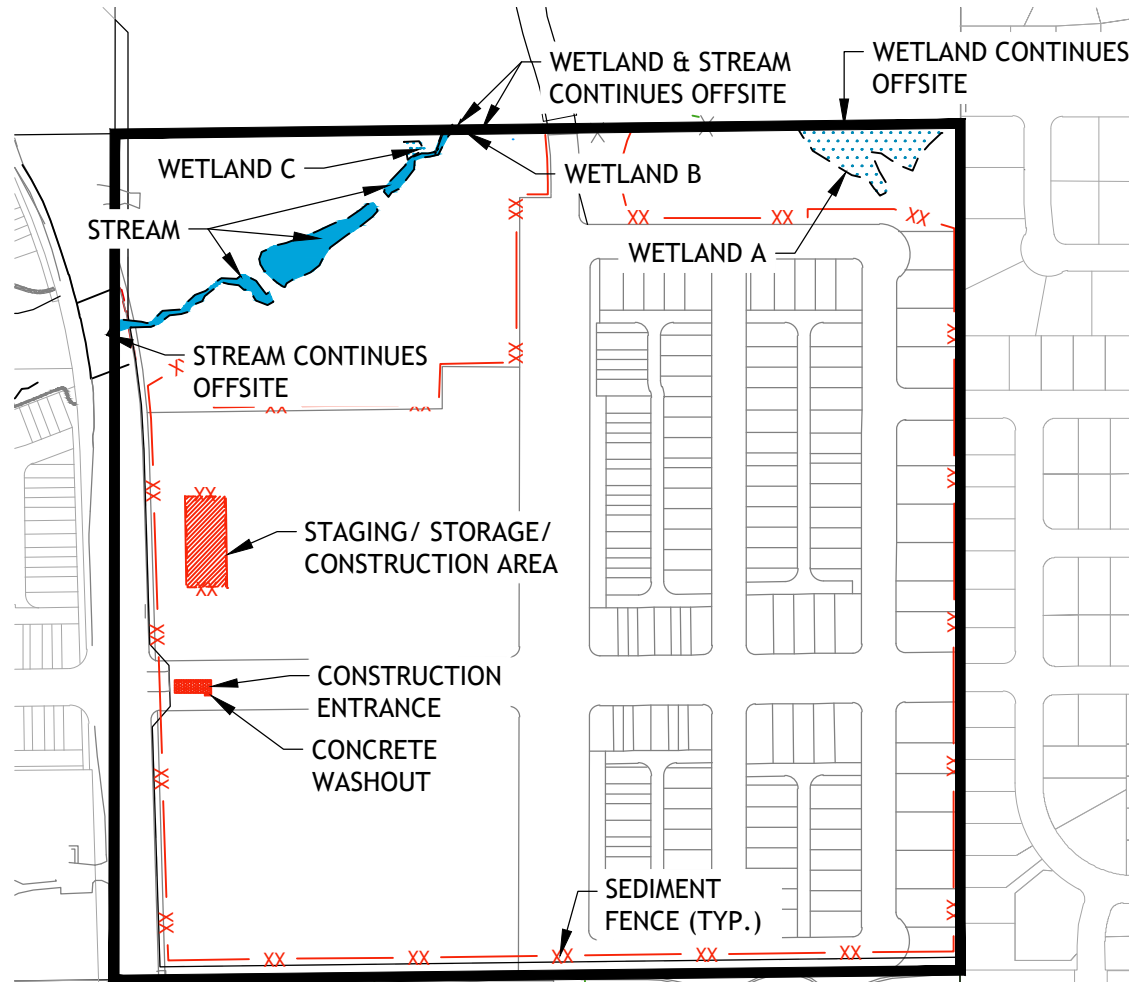 WETLAND & STREAM
CONTINUES OFFSITE
WETLAND CONTINUES
OFFSITE
WETLAND C
WETLAND B
STREAM
WETLAND A
STREAM CONTINUES
OFFSITE
STAGING/ STORAGE/
CONSTRUCTION AREA
CONSTRUCTION
ENTRANCE
CONCRETE
WASHOUT
SEDIMENT
FENCE (TYP.)